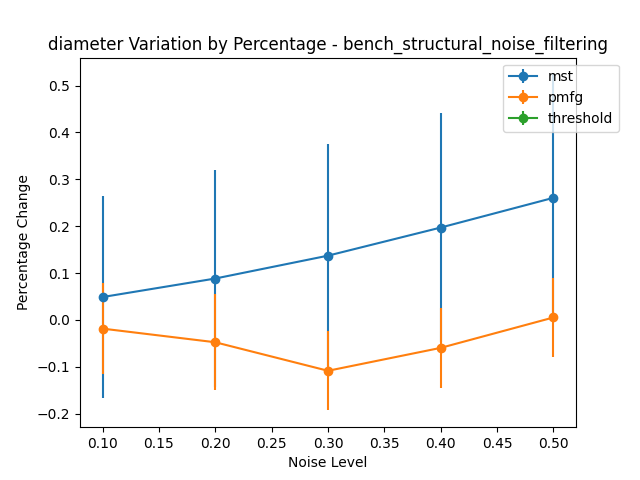 diameter Variation by Percentage - bench_structural_noise_filtering
mst
pmfg
threshold
Percentage Change
0.5
0.4
0.3
0.2
0.1
0.0
−0.1
−0.2
0.10 0.15 0.20 0.25 0.30 0.35 0.40 0.45 0.50
Noise Level